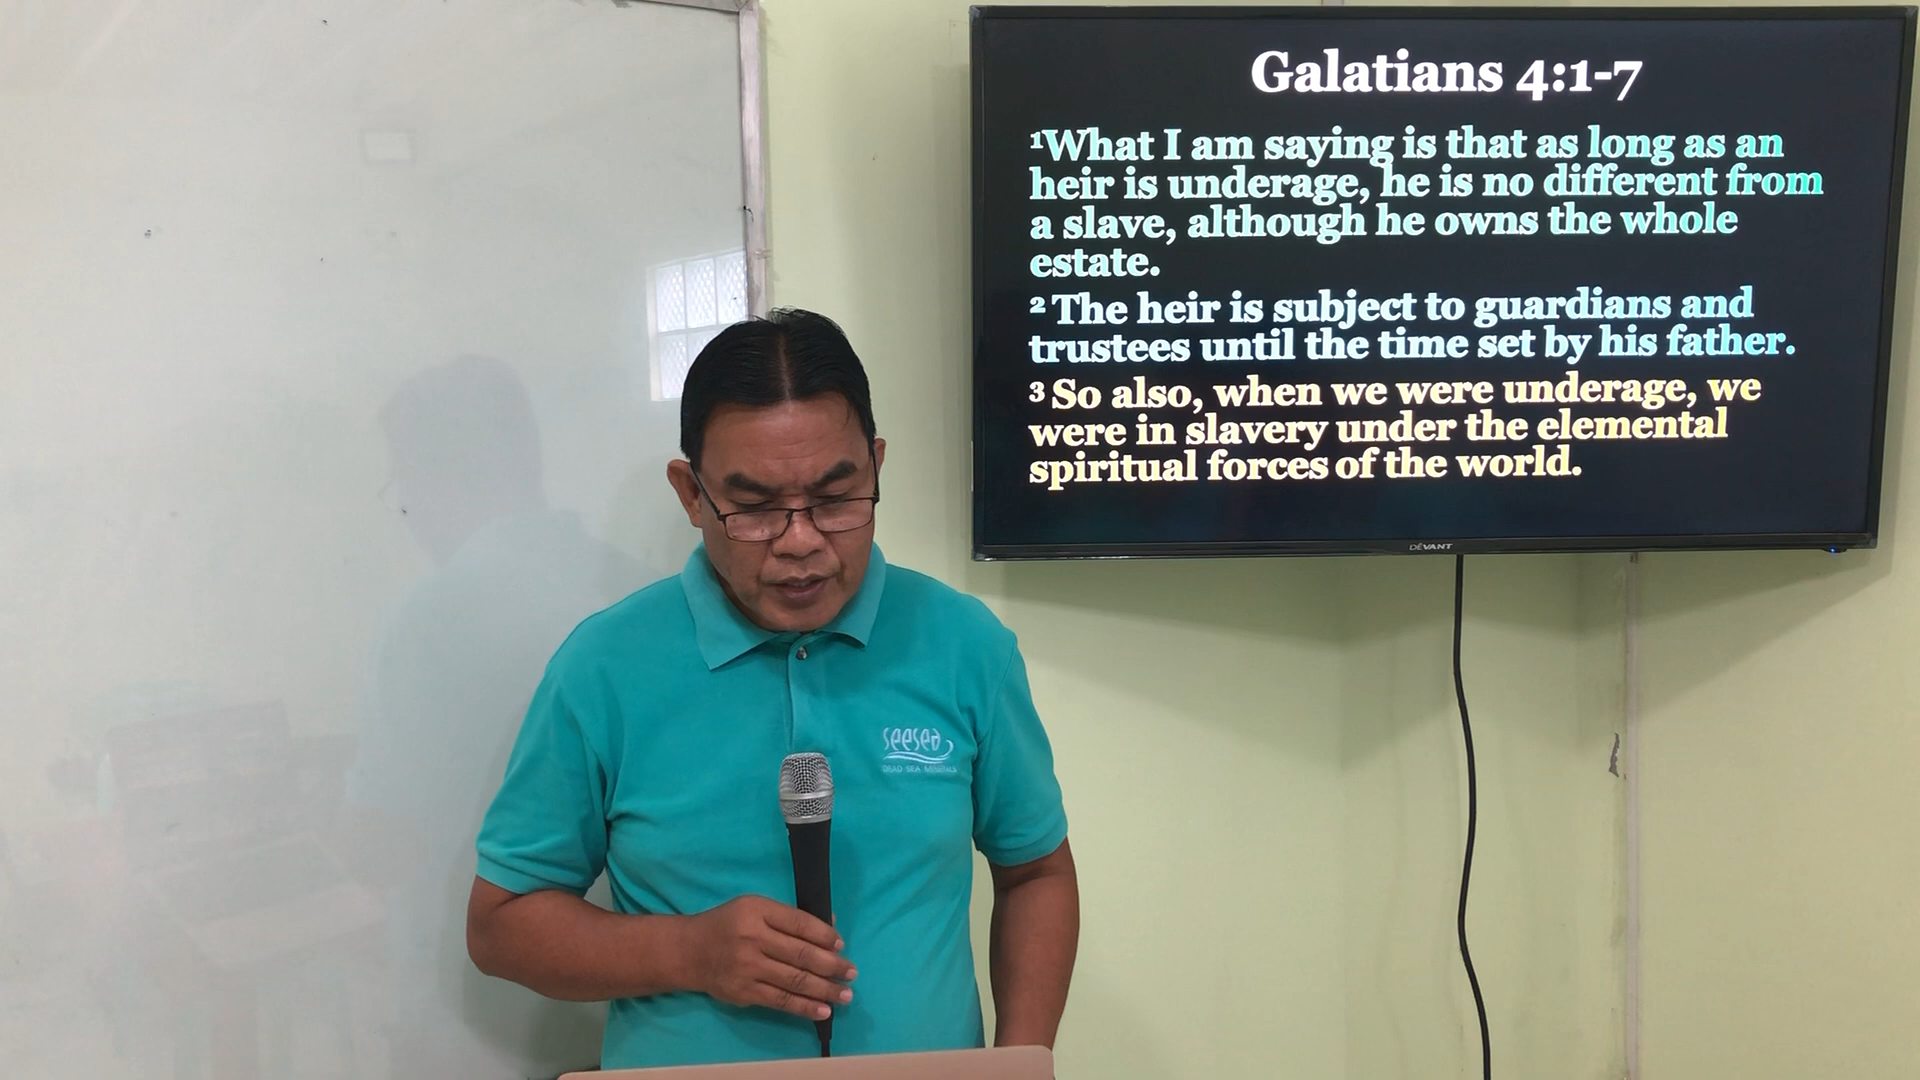 Galatians 4:1-7
¹What I am saying is that as long as an
heir is underage, he is no different from
a slave, although he owns the whole
estate.
² The heir is subject to guardians and
trustees until the time set by his father.
³ So also, when we were underage, we
were in slavery under the elemental
spiritual forces of the world.
DEVANT
seesea
DEAD SEA MINERALS